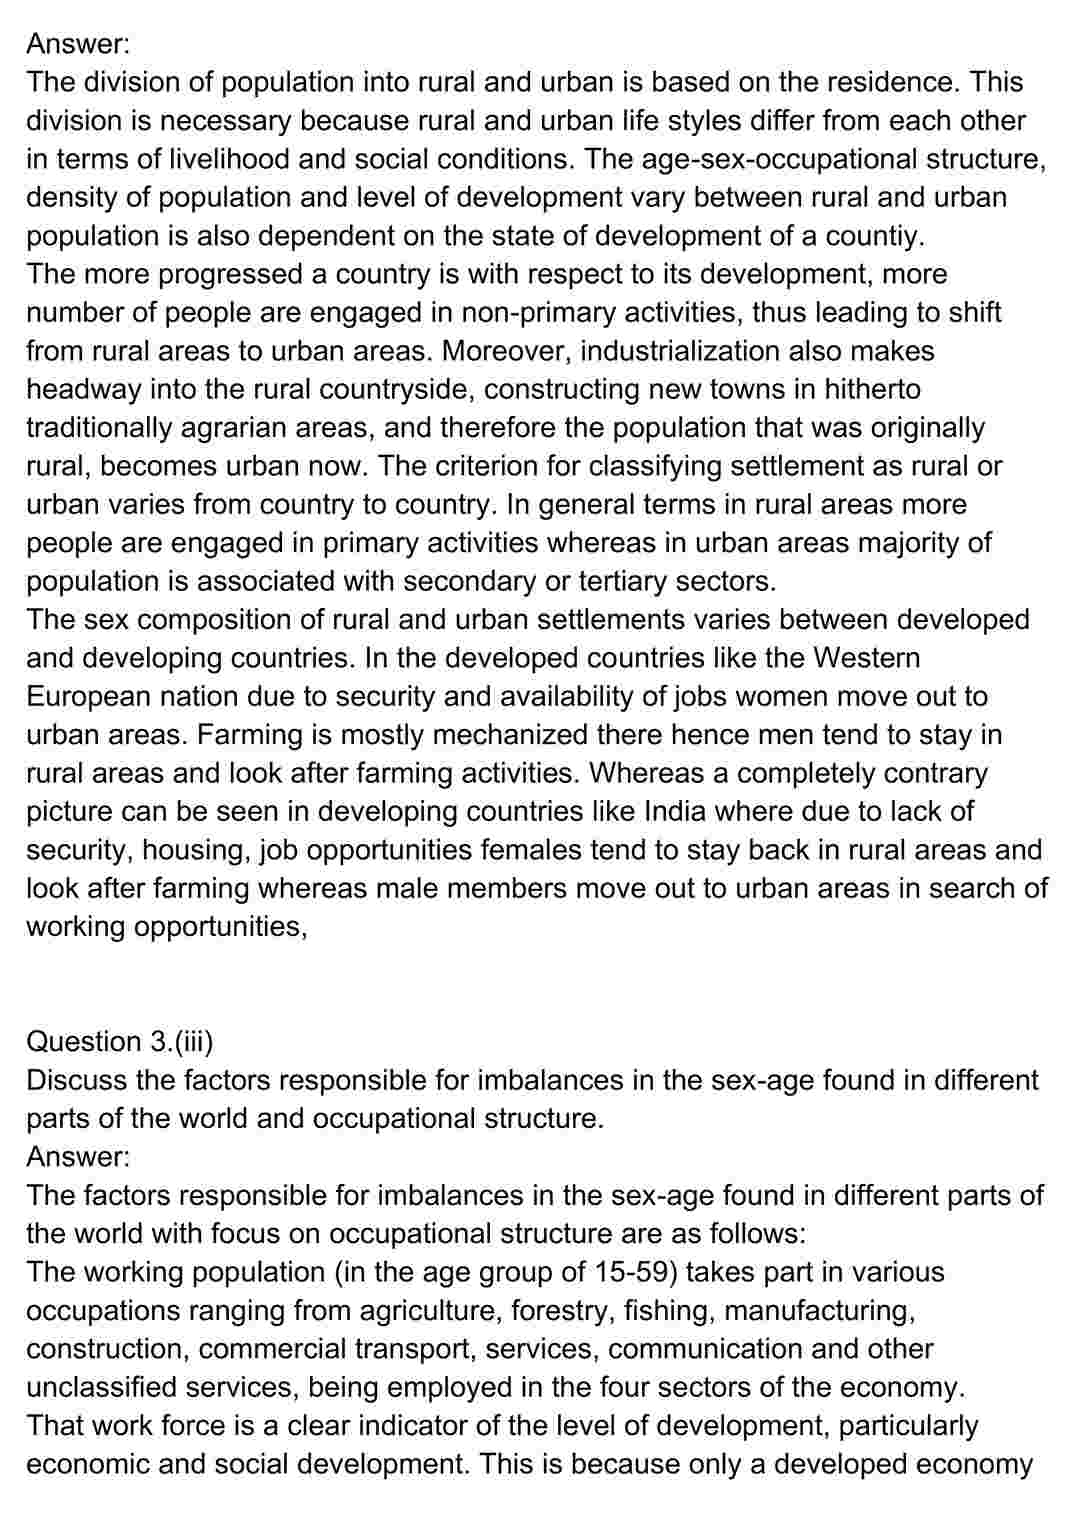 Answer:
The division of population into rural and urban is based on the residence. This
division is necessary because rural and urban life styles differ from each other
in terms of livelihood and social conditions. The age-sex-occupational structure,
density of population and level of development vary between rural and urban
population is also dependent on the state of development of a countiy.
The more progressed a country is with respect to its development, more
number of people are engaged in non-primary activities, thus leading to shift
from rural areas to urban areas. Moreover, industrialization also makes
headway into the rural countryside, constructing new towns in hitherto
traditionally agrarian areas, and therefore the population that was originally
rural, becomes urban now. The criterion for classifying settlement as rural or
urban varies from country to country. In general terms in rural areas more
people are engaged in primary activities whereas in urban areas majority of
population is associated with secondary or tertiary sectors.
The sex composition of rural and urban settlements varies between developed
and developing countries. In the developed countries like the Western
European nation due to security and availability of jobs women move out to
urban areas. Farming is mostly mechanized there hence men tend to stay in
rural areas and look after farming activities. Whereas a completely contrary
picture can be seen in developing countries like India where due to lack of
security, housing, job opportunities females tend to stay back in rural areas and
look after farming whereas male members move out to urban areas in search of
working opportunities,
Question 3.(iii)
Discuss the factors responsible for imbalances in the sex-age found in different
parts of the world and occupational structure.
Answer:
The factors responsible for imbalances in the sex-age found in different parts of
the world with focus on occupational structure are as follows:
The working population (in the age group of 15-59) takes part in various
occupations ranging from agriculture, forestry, fishing, manufacturing,
construction, commercial transport, services, communication and other
unclassified services, being employed in the four sectors of the economy.
That work force is a clear indicator of the level of development, particularly
economic and social development. This is because only a developed economy